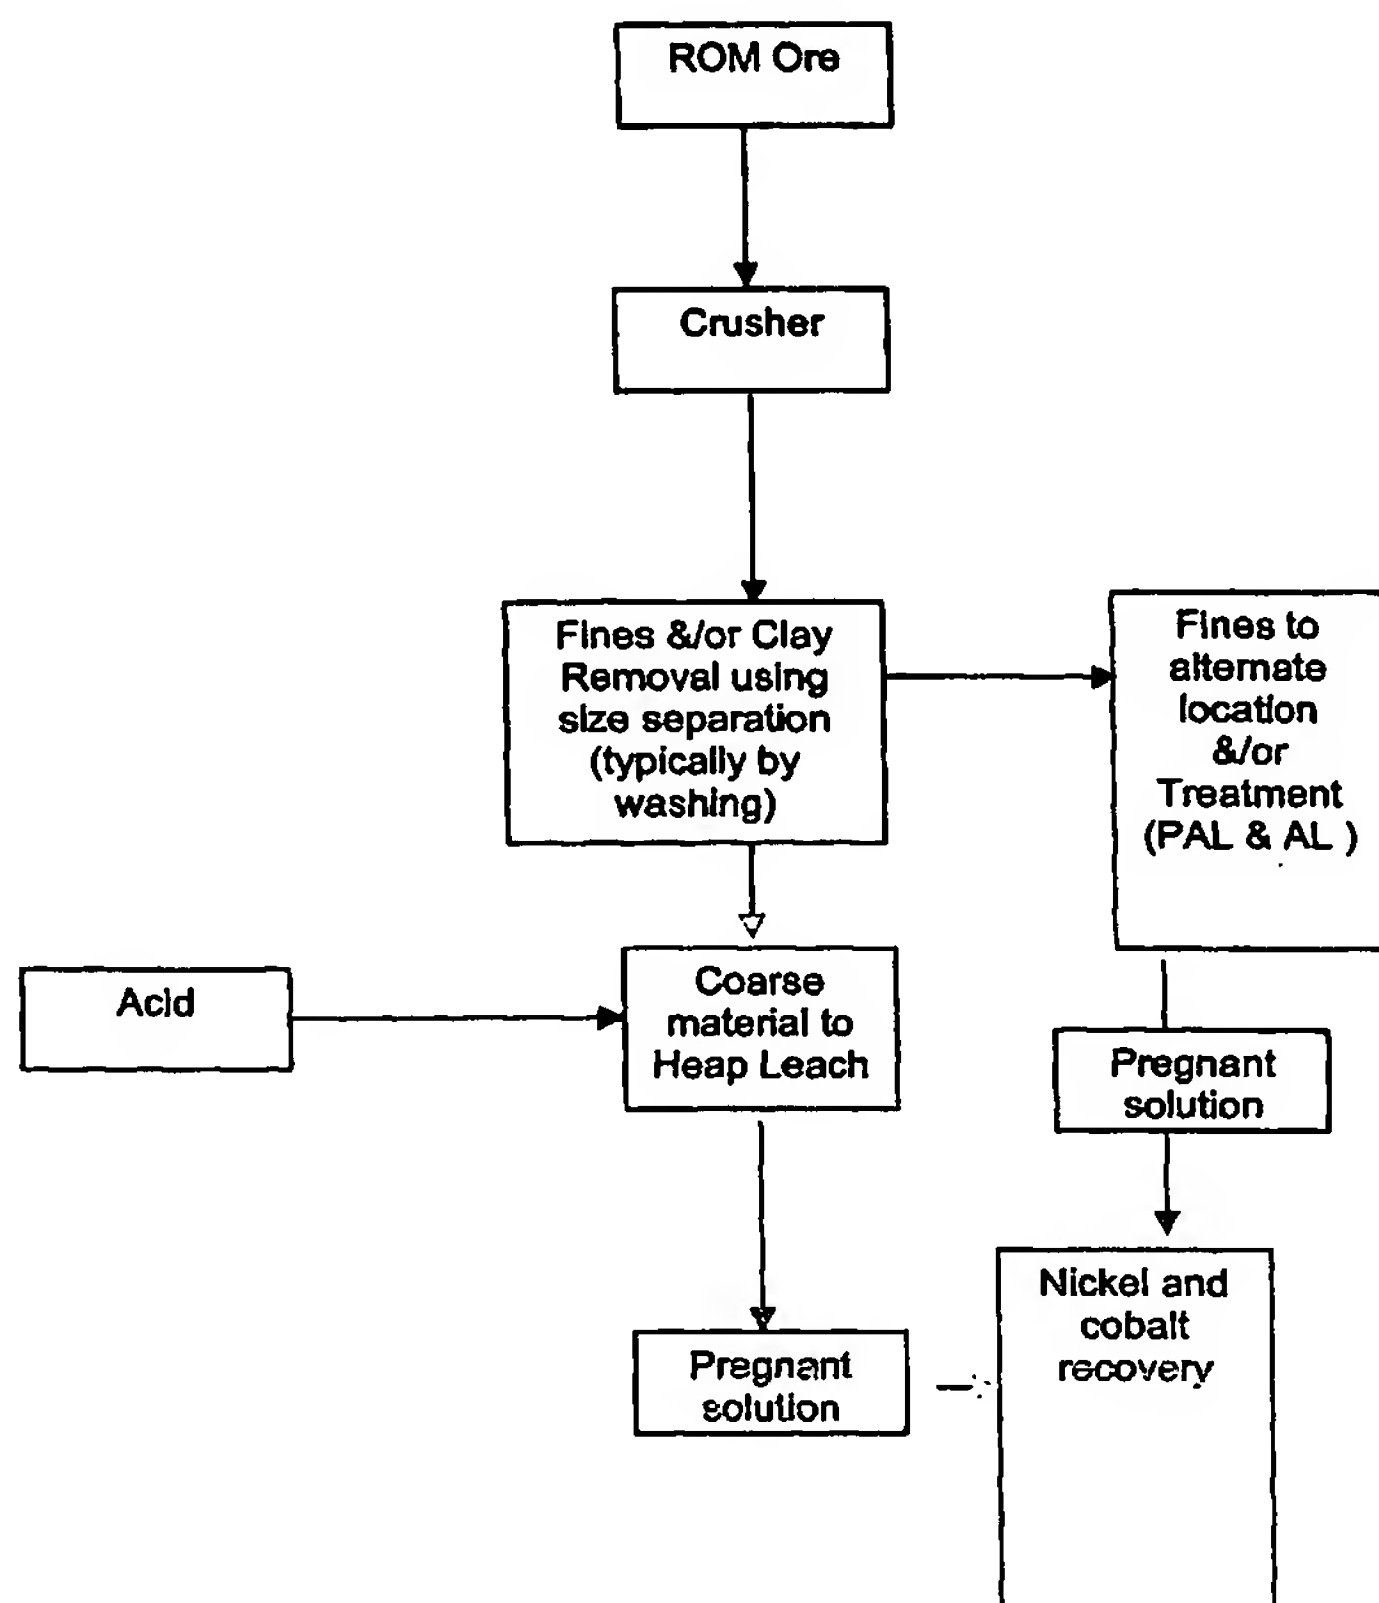 ROM Ore
Crusher
Fines &/or Clay
Removal using
size separation
(typically by
washing)
Fines to
alternate
location
&/or
Treatment
(PAL & AL )
Acid
Coarse
material to
Heap Leach
Pregnant
solution
Pregnant
solution
Nickel and
cobalt
recovery